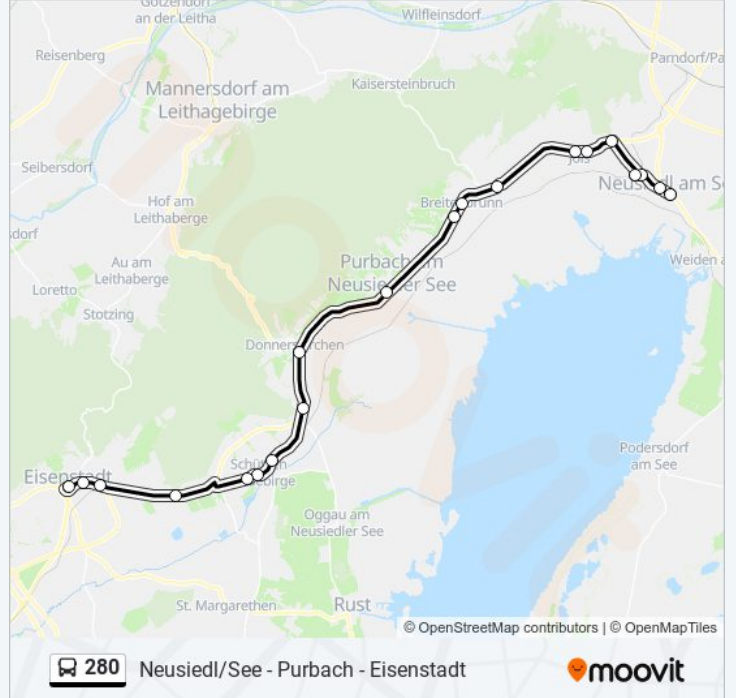 Götzendorf
an der Leitha
Wilfleinsdorf
Reisenberg
Parndorf/Pa
Mannersdorf am
Leithagebirge
Kaisersteinbruch
Seibersdorf
Jois
Neusiedl am S
Hof am
Leithaberge
Breitenbrunn
sdorf
Au am
Leithaberge
Purbach am
Neusiedler See
Weiden a
Loretto
Stotzing
Donnerskirchen
Podersdorf
am See
Eisenstadt
Schützen
Gebirge
Oggau am
Neusiedler See
St. Margarethen
Rust
© OpenStreetMap contributors | © OpenMapTiles
280 Neusiedl/See - Purbach - Eisenstadt
moovit